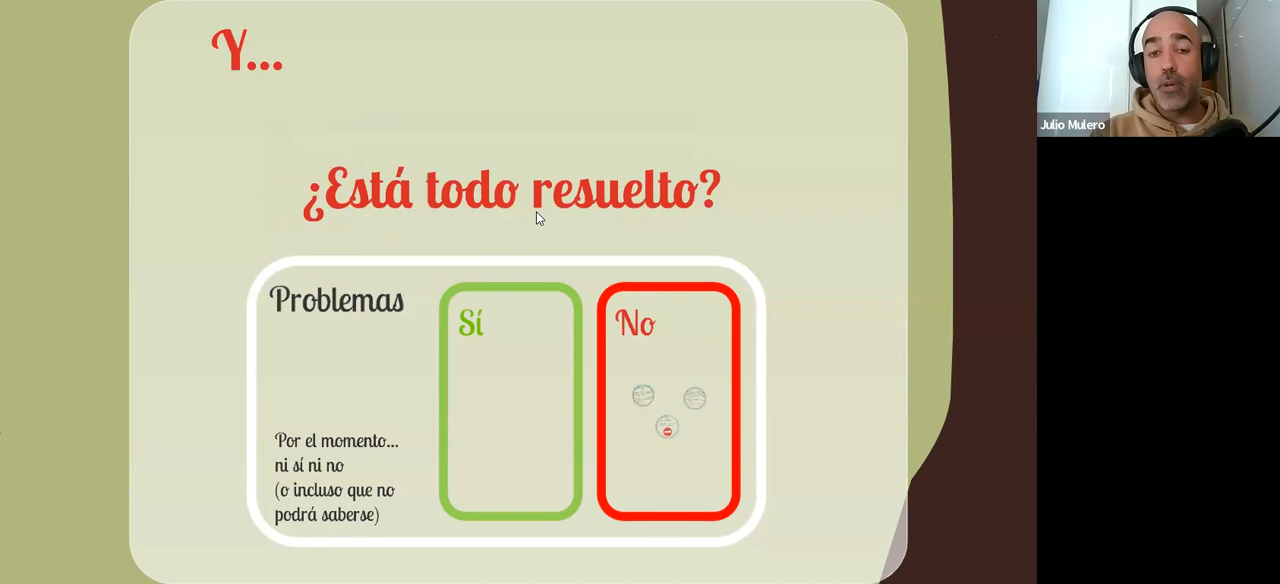 Y...
¿Está todo resuelto?
Problemas
Sí
No
Por el momento...
ni sí ni no
(o incluso que no
podrá saberse)
Julio Mulero